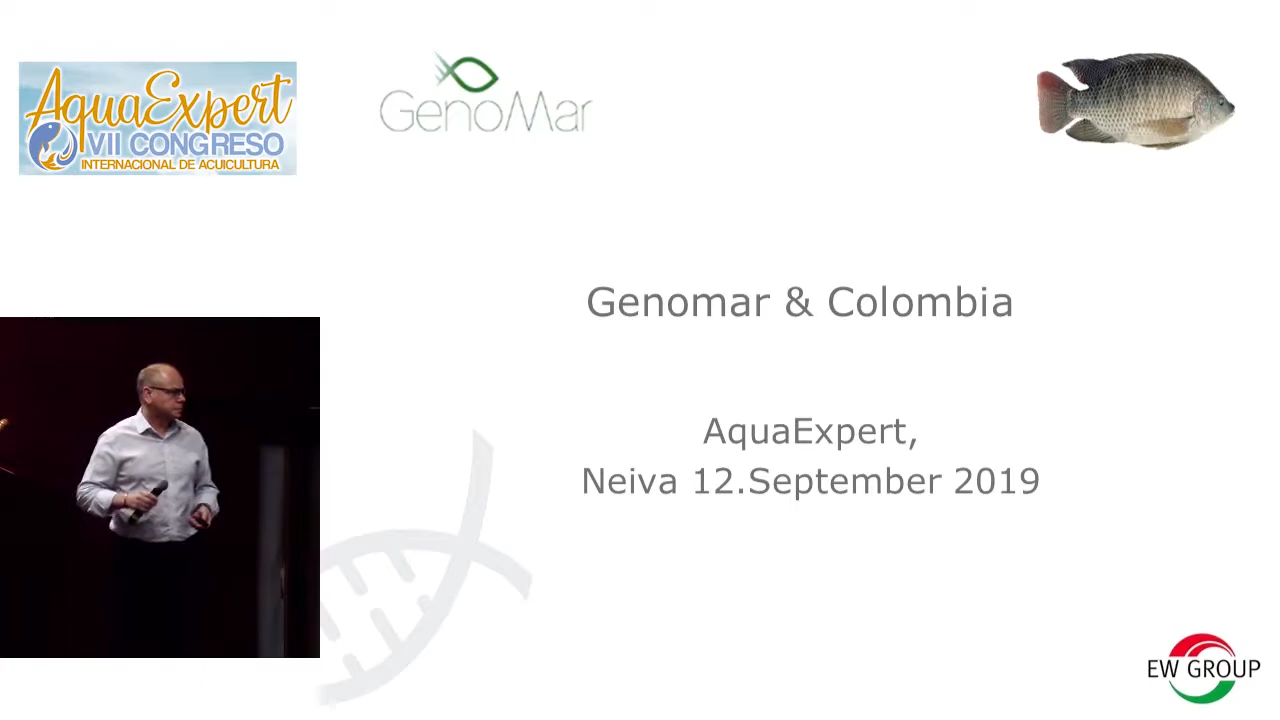 AquaExpert
VII CONGRESO
INTERNACIONAL DE ACUICULTURA
GenoMar
Genomar & Colombia
AquaExpert,
Neiva 12.September 2019
EW GROUP